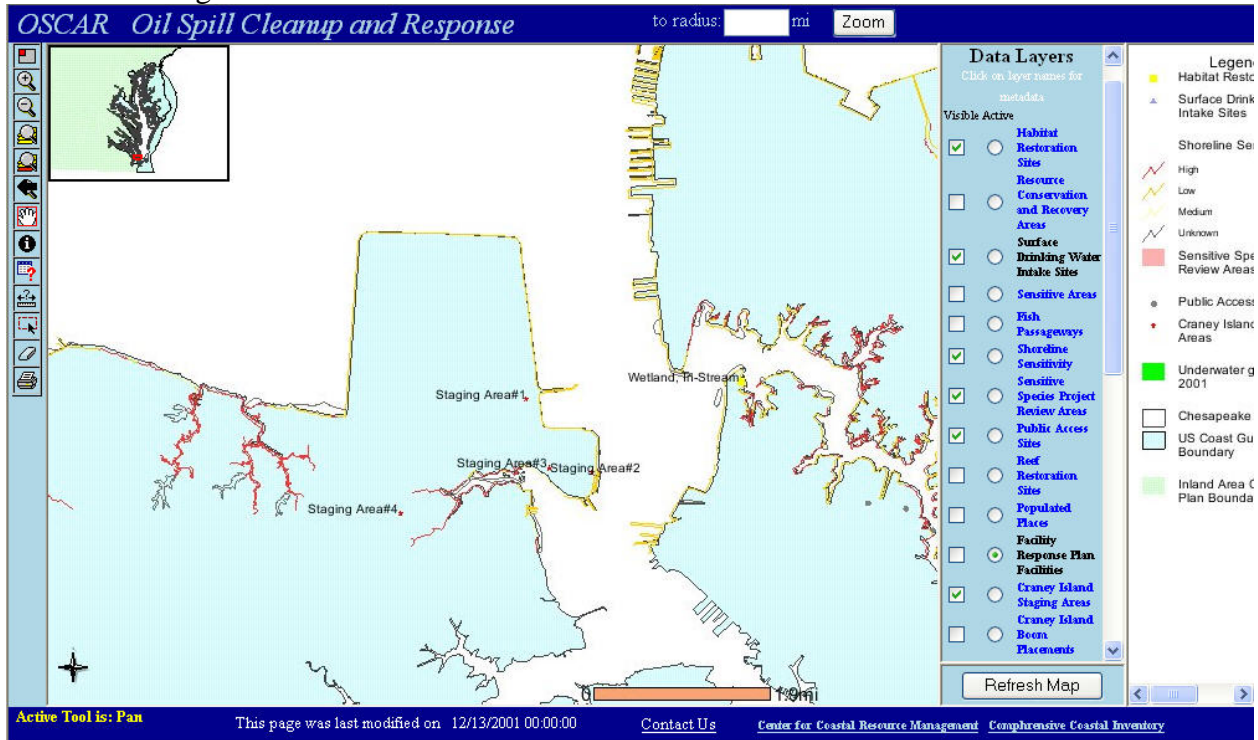 OSCAR Oil Spill Cleanup and Response
to radius:
mi
Zoom
Staging Area#1
Wetland, In-Stream
Staging Area#3
Staging Area#2
Staging Area#4
0
1.9mi
Data Layers
Click on layer names for
metadata
Visible Active
Habitat
Restoration
Sites
Resource
Conservation
and Recovery
Areas
Surface
Drinking Water
Intake Sites
Sensitive Areas
Fish
Passageways
Shoreline
Sensitivity
Sensitive
Species Project
Review Areas
Public Access
Sites
Reef
Restoration
Sites
Populated
Places
Facility
Response Plan
Facilities
Craney Island
Staging Areas
Craney Island
Boom
Placements
Refresh Map
Legen
Habitat Resto
Surface Drink
Intake Sites
Shoreline Se
High
Low
Medium
Unknown
Sensitive Spe
Review Areas
Public Access
Craney Island
Areas
Underwater g
2001
Chesapeake
US Coast Gu
Boundary
Inland Area C
Plan Bounda
Active Tool is: Pan
This page was last modified on 12/13/2001 00:00:00
Contact Us
Center for Coastal Resource Management
Comphrensive Coastal Inventory